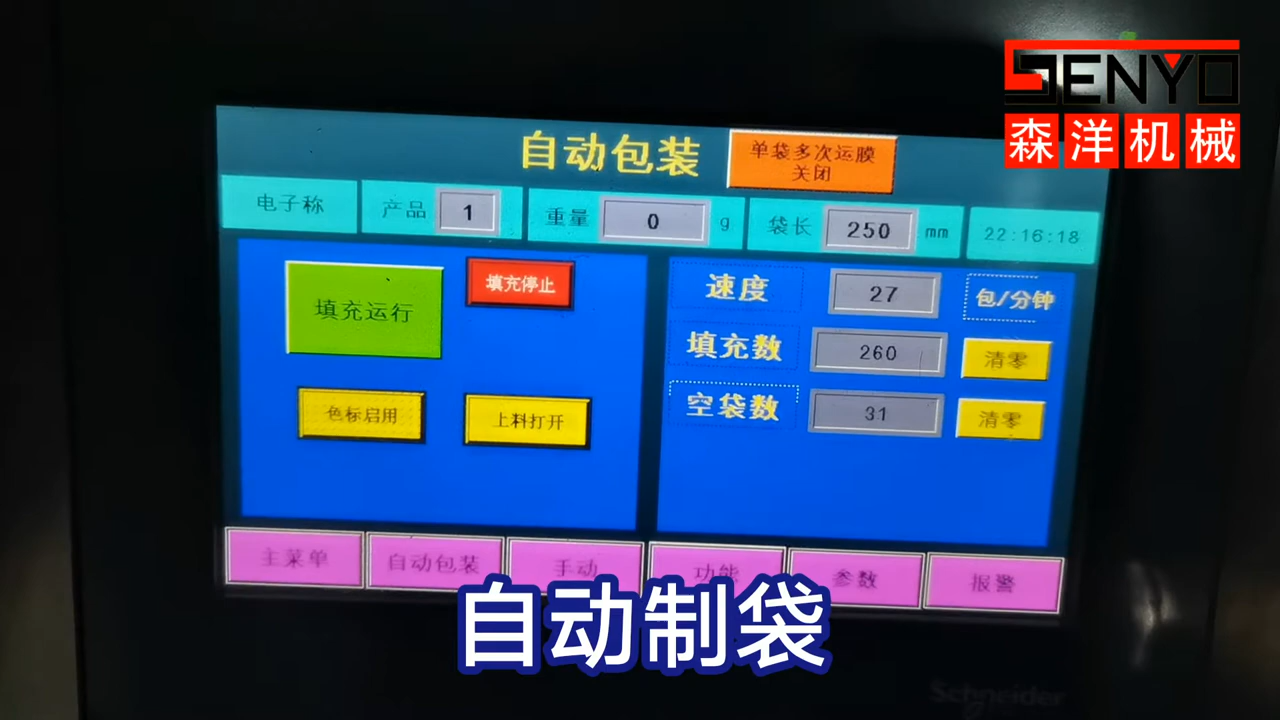 SENYO
森洋机械
自动包装
单袋多次运膜
关闭
电子称
产品 1
重量 0 g
袋长 250 mm
22:16:18
填充运行
填充停止
色标启用
上料打开
速度 27 包/分钟
填充数 260 清零
空袋数 31 清零
主菜单 自动包装 手动 功能 参数 报警
自动制袋
Schneider